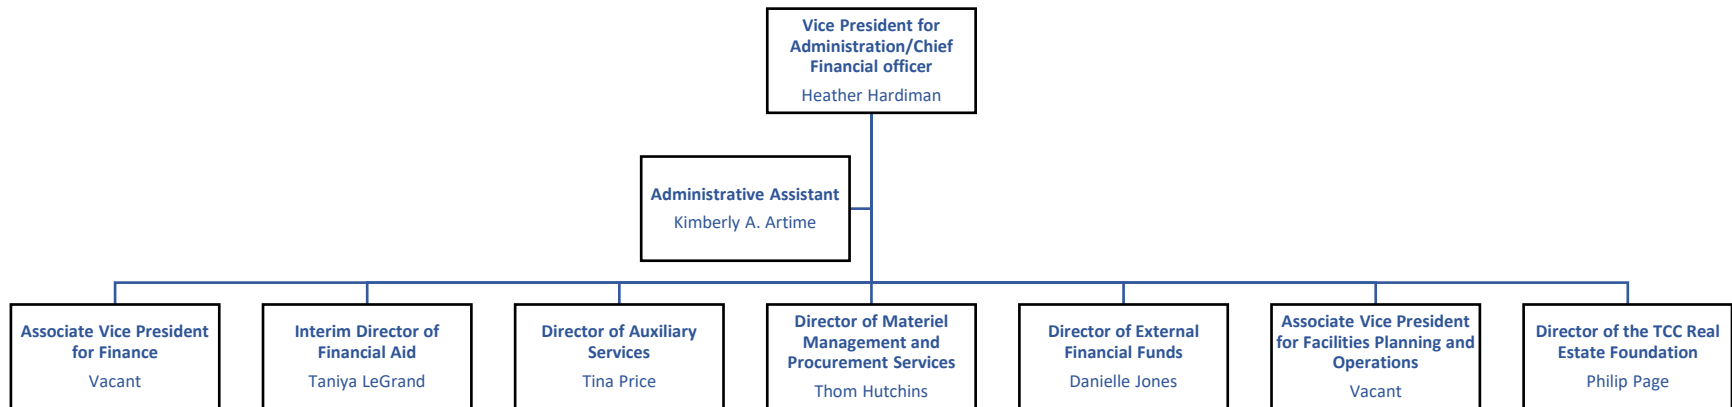 Vice President for
Administration/Chief
Financial officer
Heather Hardiman
Administrative Assistant
Kimberly A. Artime
Associate Vice President
for Finance
Vacant
Interim Director of
Financial Aid
Taniya LeGrand
Director of Auxiliary
Services
Tina Price
Director of Materiel
Management and
Procurement Services
Thom Hutchins
Director of External
Financial Funds
Danielle Jones
Associate Vice President
for Facilities Planning and
Operations
Vacant
Director of the TCC Real
Estate Foundation
Philip Page